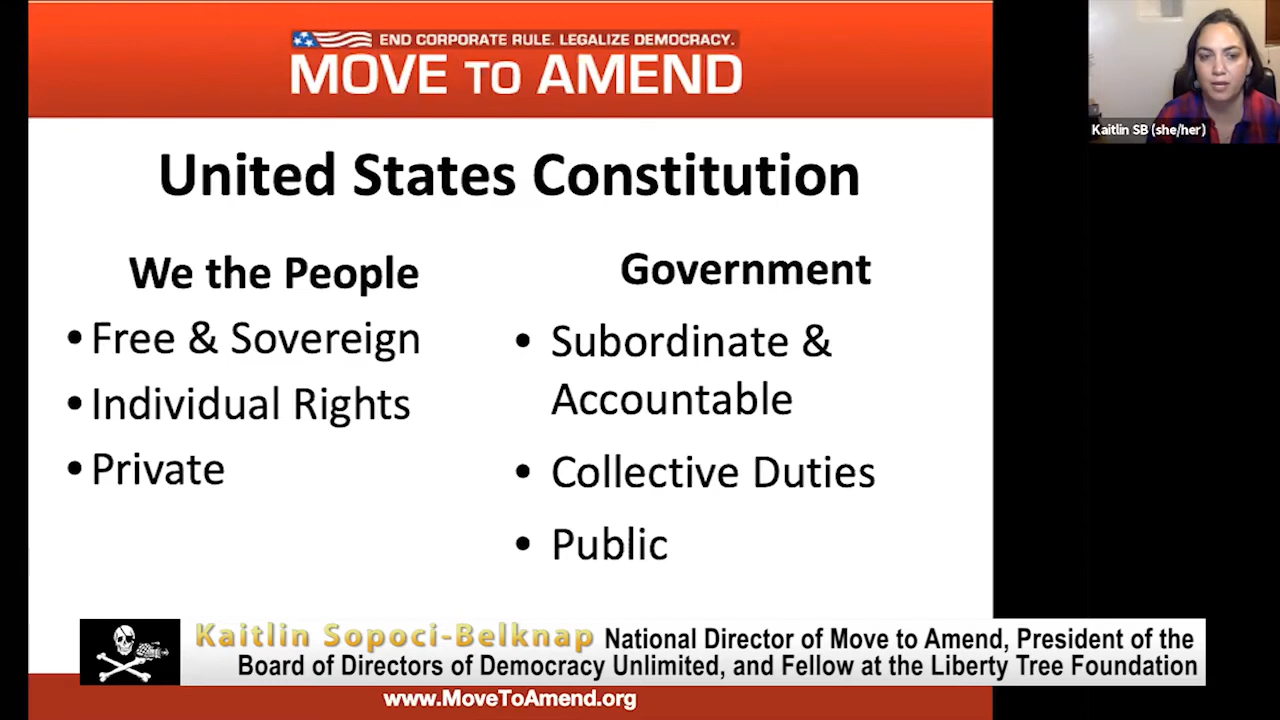 END CORPORATE RULE. LEGALIZE DEMOCRACY.
MOVE TO AMEND
Kaitlin SB (she/her)
United States Constitution
We the People
• Free & Sovereign
• Individual Rights
• Private
Government
• Subordinate &
Accountable
• Collective Duties
• Public
Kaitlin Sopoci-Belknap National Director of Move to Amend, President of the
Board of Directors of Democracy Unlimited, and Fellow at the Liberty Tree Foundation
www.MoveToAmend.org